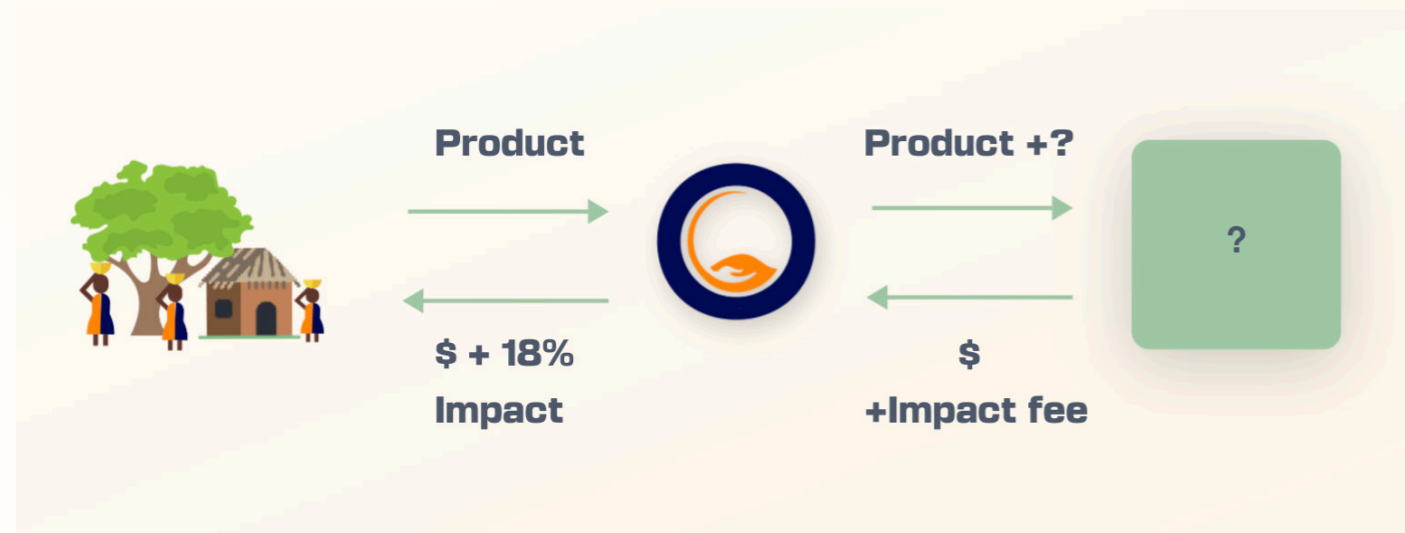 Product
Product +?
?
$ + 18%
Impact
$
+Impact fee